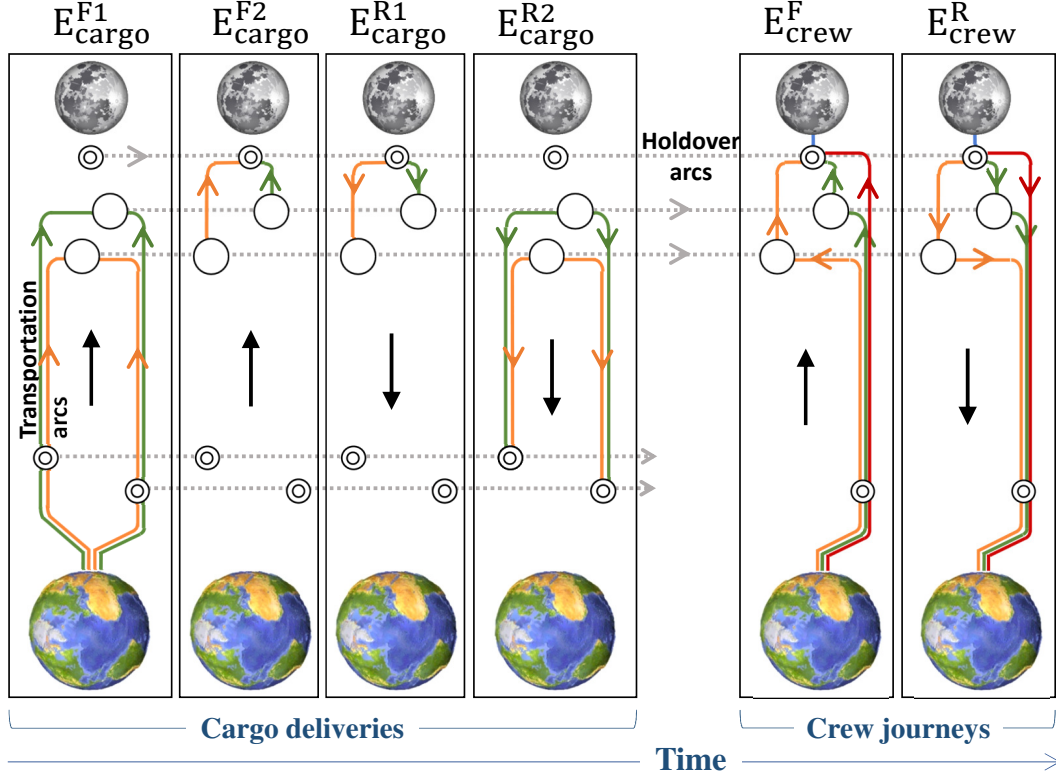 E^F1_cargo E^F2_cargo E^R1_cargo E^R2_cargo E^F_crew E^R_crew
Holdover
arcs
Transportation
arcs
Cargo deliveries
Crew journeys
Time